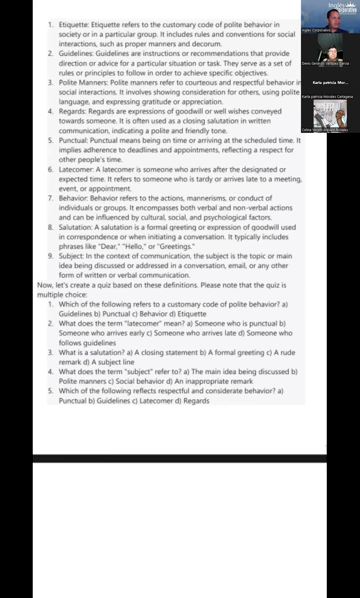 Inglés
Inglés Corporativo
1. Etiquette: Etiquette refers to the customary code of polite behavior in
society or in a particular group. It includes rules and conventions for social
interactions, such as proper manners and decorum.
2. Guidelines: Guidelines are instructions or recommendations that provide
direction or advice for a particular situation or task. They serve as a set of
rules or principles to follow in order to achieve specific objectives.
3. Polite Manners: Polite manners refer to courteous and respectful behavior in
social interactions. It involves showing consideration for others, using polite
language, and expressing gratitude or appreciation.
4. Regards: Regards are expressions of goodwill or well wishes conveyed
towards someone. It is often used as a closing salutation in written
communication, indicating a polite and friendly tone.
5. Punctual: Punctual means being on time or arriving at the scheduled time. It
implies adherence to deadlines and appointments, reflecting a respect for
other people's time.
6. Latecomer: A latecomer is someone who arrives after the designated or
expected time. It refers to someone who is tardy or arrives late to a meeting,
event, or appointment.
7. Behavior: Behavior refers to the actions, mannerisms, or conduct of
individuals or groups. It encompasses both verbal and non-verbal actions
and can be influenced by cultural, social, and psychological factors.
8. Salutation: A salutation is a formal greeting or expression of goodwill used
in correspondence or when initiating a conversation. It typically includes
phrases like "Dear," "Hello," or "Greetings."
9. Subject: In the context of communication, the subject is the topic or main
idea being discussed or addressed in a conversation, email, or any other
form of written or verbal communication.
Now, let's create a quiz based on these definitions. Please note that the quiz is
multiple choice:
1. Which of the following refers to a customary code of polite behavior? a)
Guidelines b) Punctual c) Behavior d) Etiquette
2. What does the term "latecomer" mean? a) Someone who is punctual b)
Someone who arrives early c) Someone who arrives late d) Someone who
follows guidelines
3. What is a salutation? a) A closing statement b) A formal greeting c) A rude
remark d) A subject line
4. What does the term "subject" refer to? a) The main idea being discussed b)
Polite manners c) Social behavior d) An inappropriate remark
5. Which of the following reflects respectful and considerate behavior? a)
Punctual b) Guidelines c) Latecomer d) Regards
Karla patricia Mor...
Karla patricia Morales Cartagena